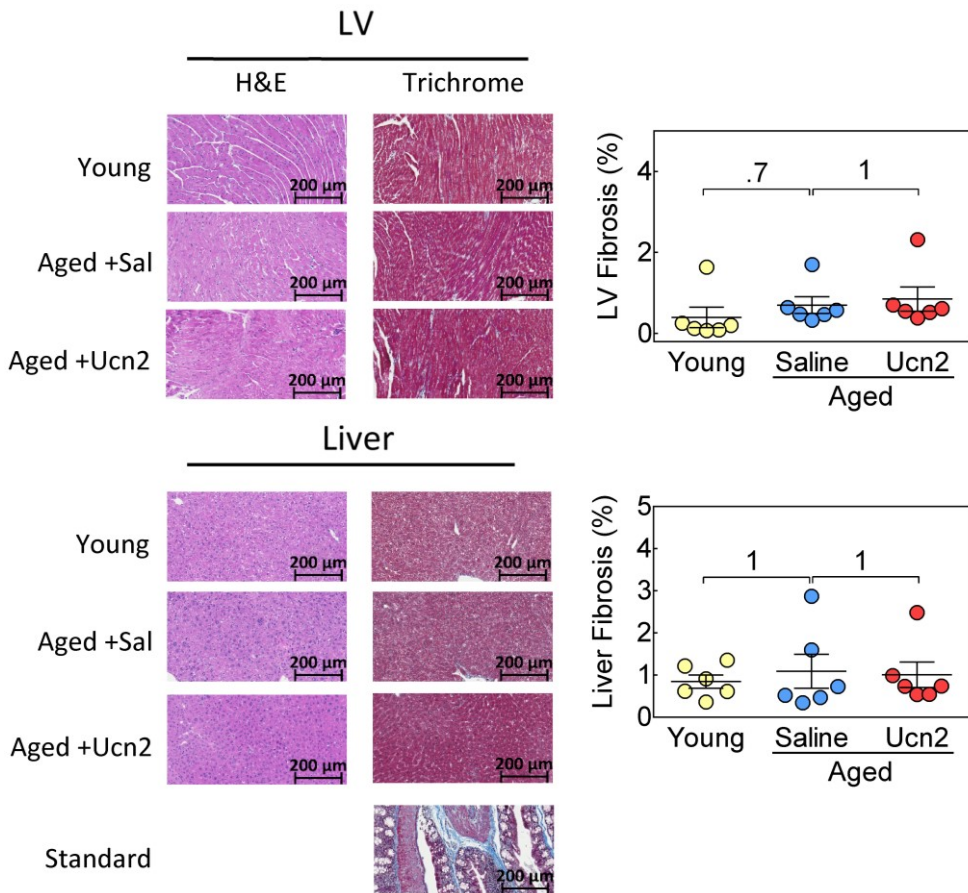 LV
H&E
Trichrome
Young
200 µm
200 µm
Aged +Sal
200 µm
200 µm
Aged +Ucn2
200 µm
200 µm
LV Fibrosis (%)
4
2
0
.7
1
Young
Saline
Ucn2
Aged
Liver
Young
200 µm
200 µm
Aged +Sal
200 µm
200 µm
Aged +Ucn2
200 µm
200 µm
Standard
200 µm
Liver Fibrosis (%)
5
4
3
2
1
0
1
1
Young
Saline
Ucn2
Aged